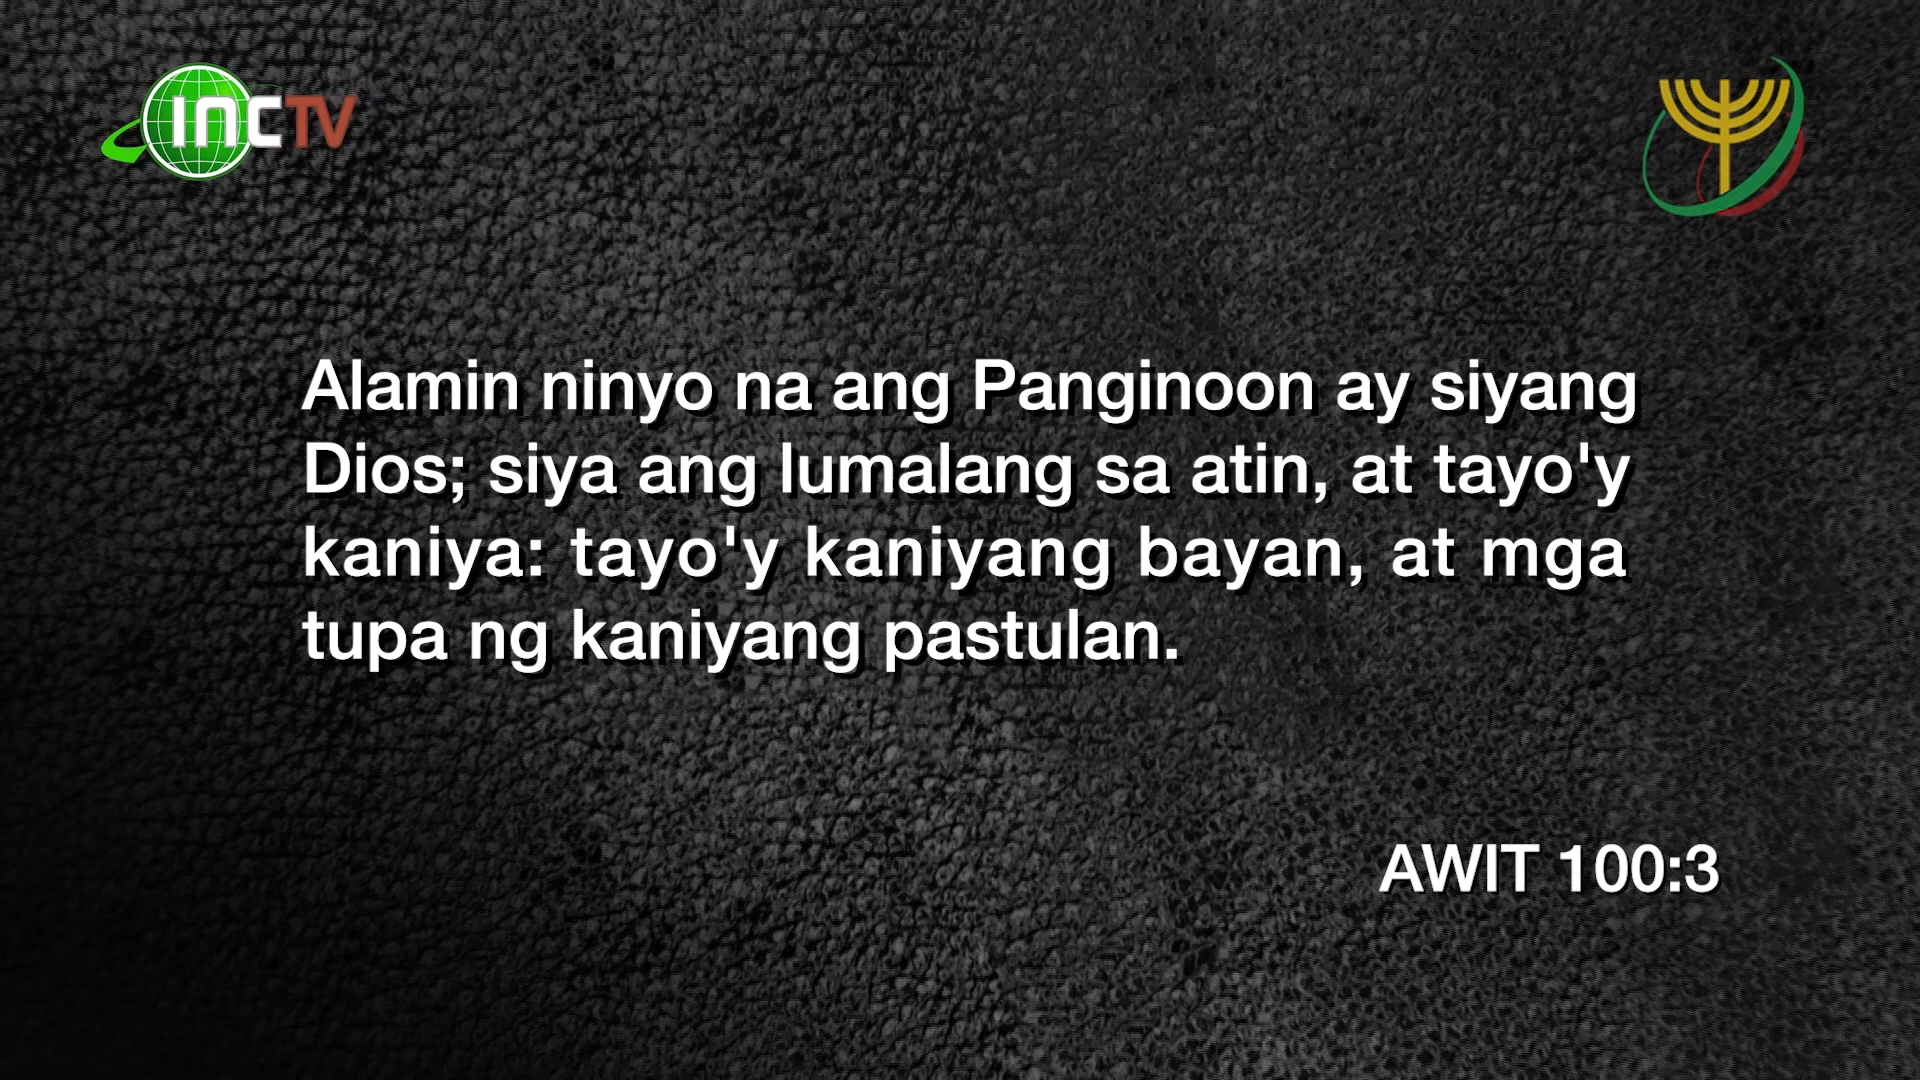 INCTV
Alamin ninyo na ang Panginoon ay siyang
Dios; siya ang lumalang sa atin, at tayo'y
kaniya: tayo'y kaniyang bayan, at mga
tupa ng kaniyang pastulan.
AWIT 100:3